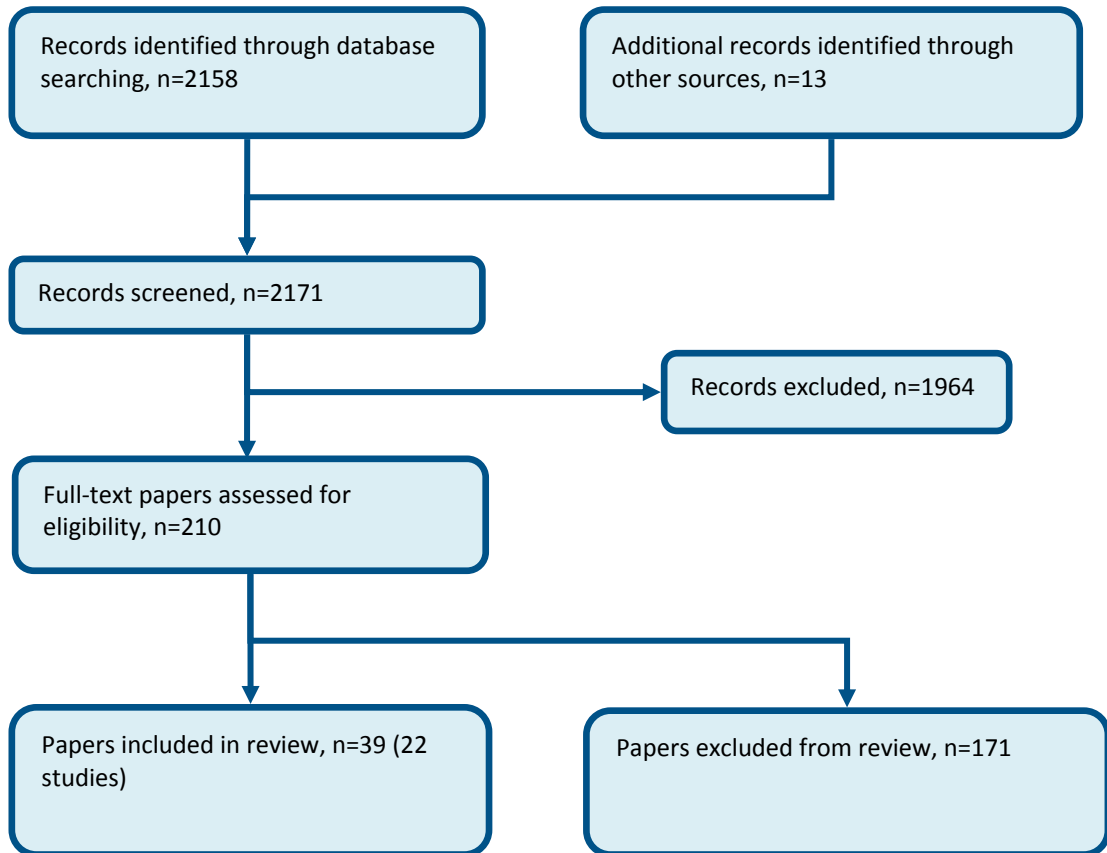 Records identified through database
searching, n=2158
Additional records identified through
other sources, n=13
Records screened, n=2171
Records excluded, n=1964
Full-text papers assessed for
eligibility, n=210
Papers included in review, n=39 (22
studies)
Papers excluded from review, n=171